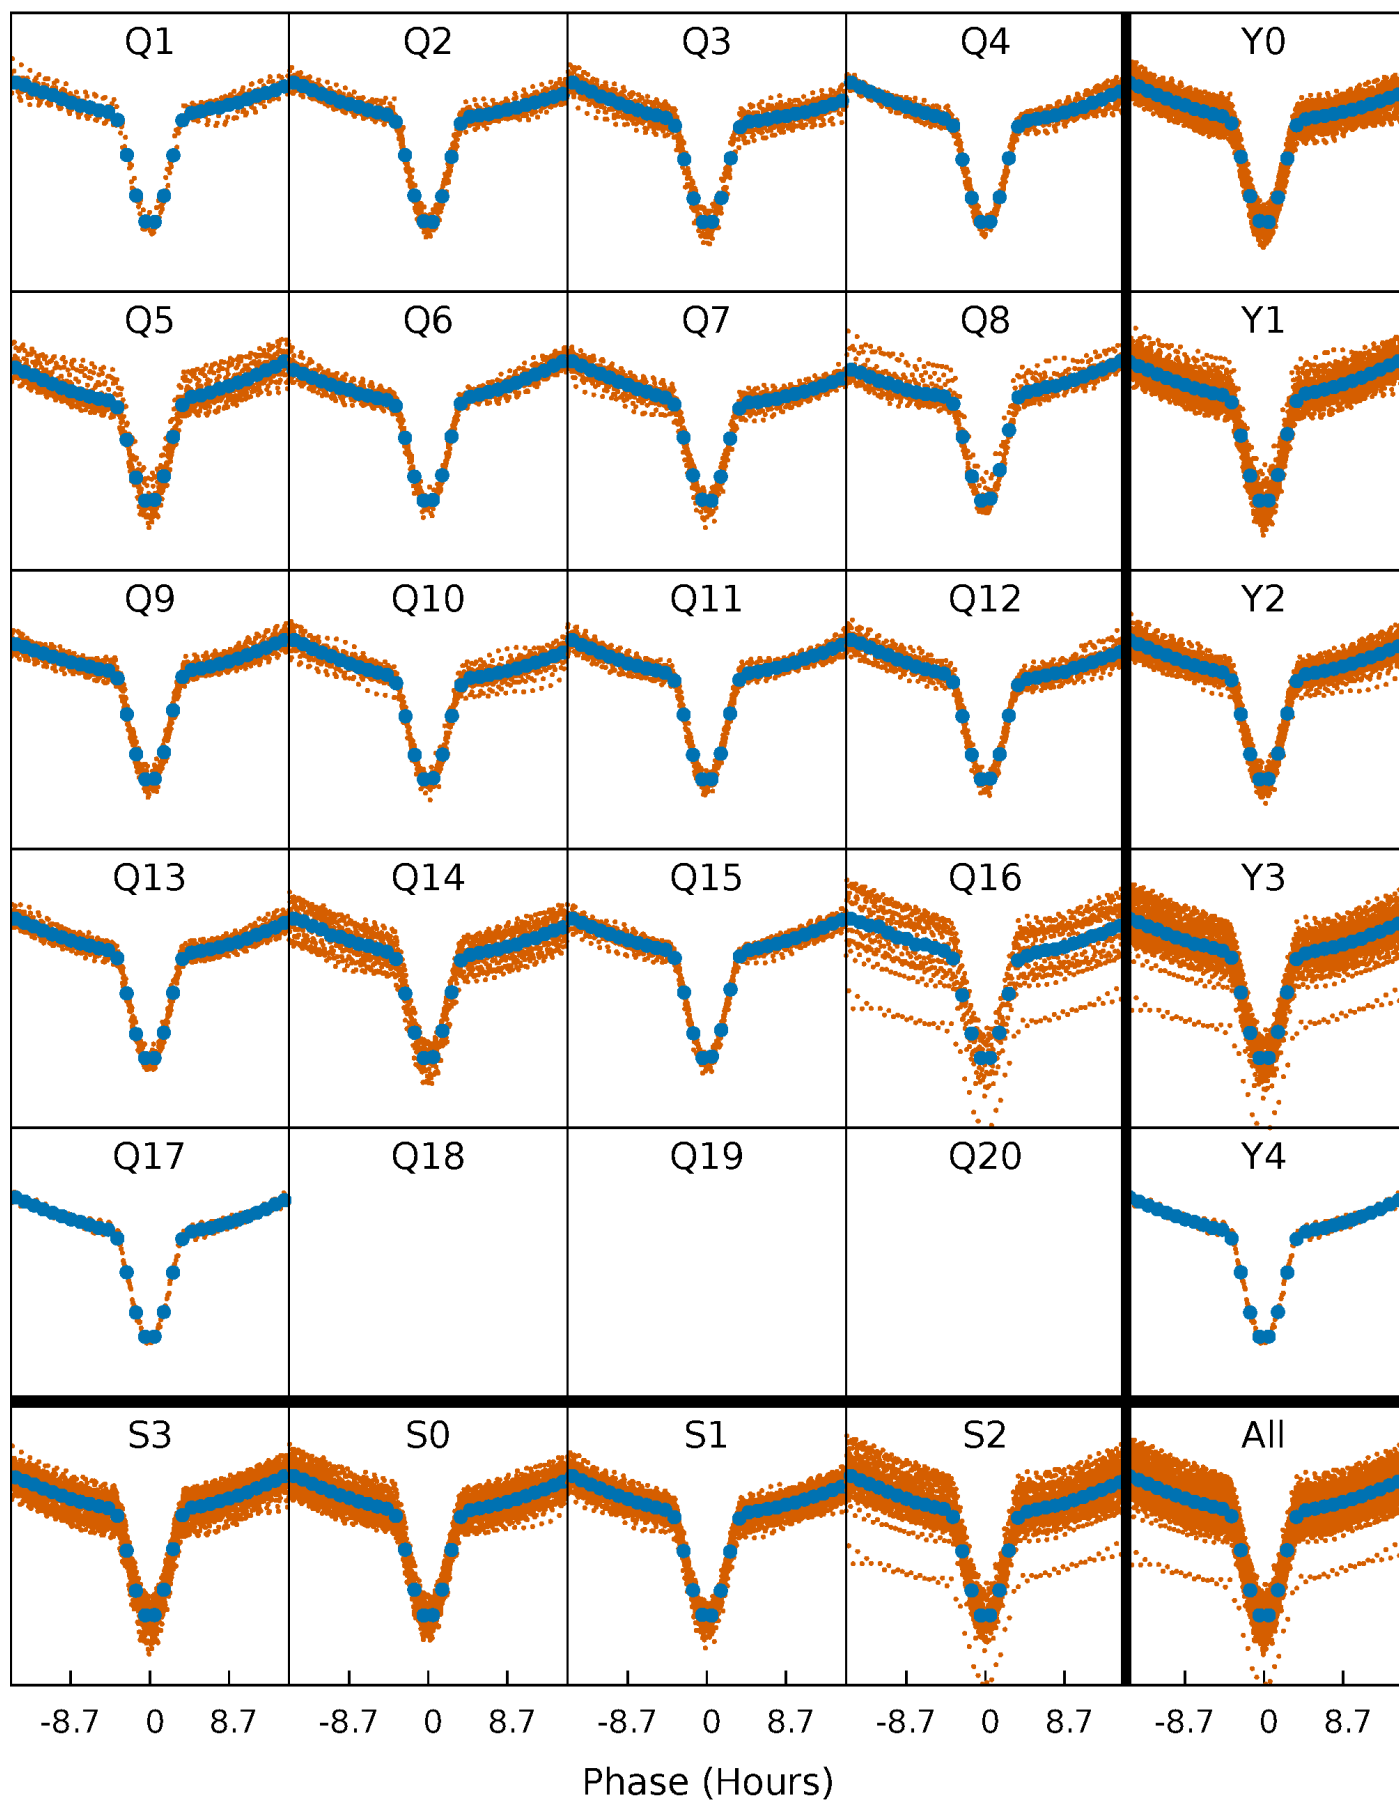 Q1 Q2 Q3 Q4 Y0
Q5 Q6 Q7 Q8 Y1
Q9 Q10 Q11 Q12 Y2
Q13 Q14 Q15 Q16 Y3
Q17 Q18 Q19 Q20 Y4
S3 S0 S1 S2 All
-8.7 0 8.7 -8.7 0 8.7 -8.7 0 8.7 -8.7 0 8.7 -8.7 0 8.7
Phase (Hours)